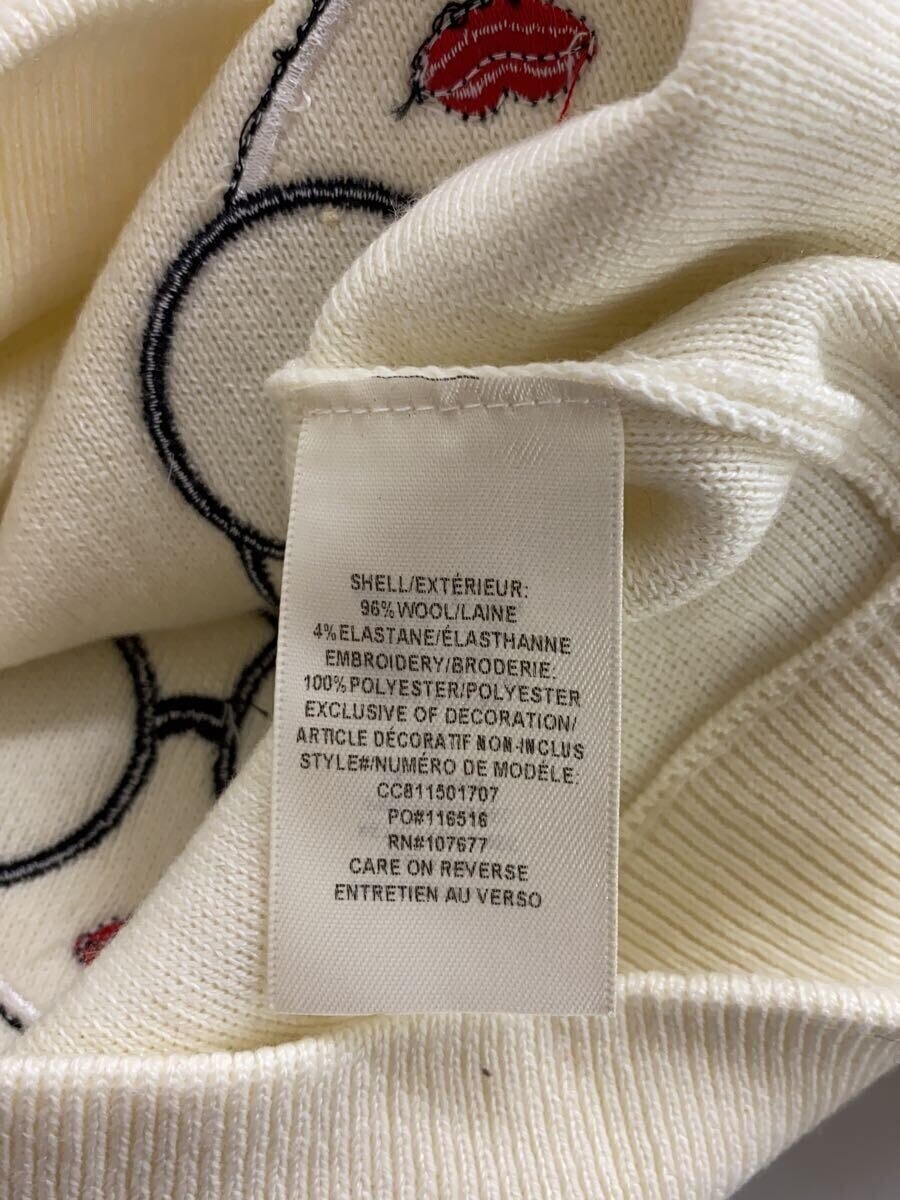 SHELL/EXTÉRIEUR:
96%WOOL/LAINE
4%ELASTANE/ÉLASTHANNE
EMBROIDERY/BRODERIE.
100%POLYESTER/POLYESTER
EXCLUSIVE OF DECORATION/
ARTICLE DÉCORATIF NON-INCLUS
STYLE#/NUMÉRO DE MODÉLE:
CC811501707
PO#116516
RN#107677
CARE ON REVERSE
ENTRETIEN AU VERSO